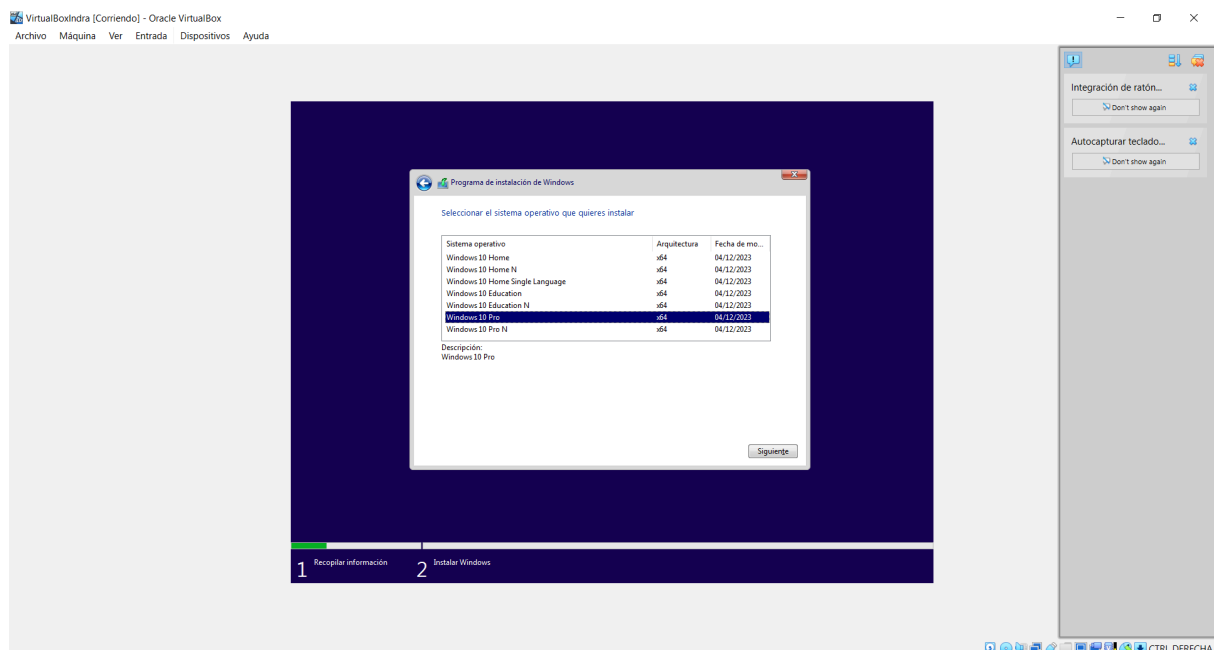 VirtualBoxIndra [Corriendo] - Oracle VirtualBox
Archivo Máquina Ver Entrada Dispositivos Ayuda
Integración de ratón...
Don't show again
Autocapturar teclado...
Don't show again
Programa de instalación de Windows
Seleccionar el sistema operativo que quieres instalar
Sistema operativo Arquitectura Fecha de mo...
Windows 10 Home x64 04/12/2023
Windows 10 Home N x64 04/12/2023
Windows 10 Home Single Language x64 04/12/2023
Windows 10 Education x64 04/12/2023
Windows 10 Education N x64 04/12/2023
Windows 10 Pro x64 04/12/2023
Windows 10 Pro N x64 04/12/2023
Descripción:
Windows 10 Pro
Siguiente
1 Recopilar información 2 Instalar Windows
CTRL DERECHA